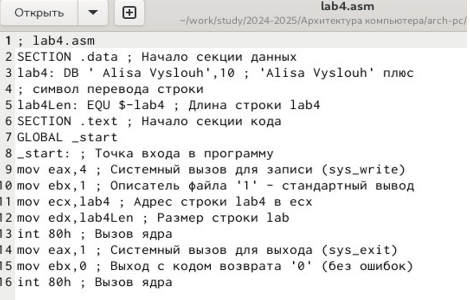 Открыть
lab4.asm
~/work/study/2024-2025/Архитектура компьютера/arch-pc/
1 ; lab4.asm
2 SECTION .data ; Начало секции данных
3 lab4: DB ' Alisa Vyslouh',10 ; 'Alisa Vyslouh' плюс
4 ; символ перевода строки
5 lab4Len: EQU $-lab4 ; Длина строки lab4
6 SECTION .text ; Начало секции кода
7 GLOBAL _start
8 _start: ; Точка входа в программу
9 mov eax,4 ; Системный вызов для записи (sys_write)
10 mov ebx,1 ; Описатель файла '1' - стандартный вывод
11 mov ecx,lab4 ; Адрес строки lab4 в ecx
12 mov edx,lab4Len ; Размер строки lab
13 int 80h ; Вызов ядра
14 mov eax,1 ; Системный вызов для выхода (sys_exit)
15 mov ebx,0 ; Выход с кодом возврата '0' (без ошибок)
16 int 80h ; Вызов ядра